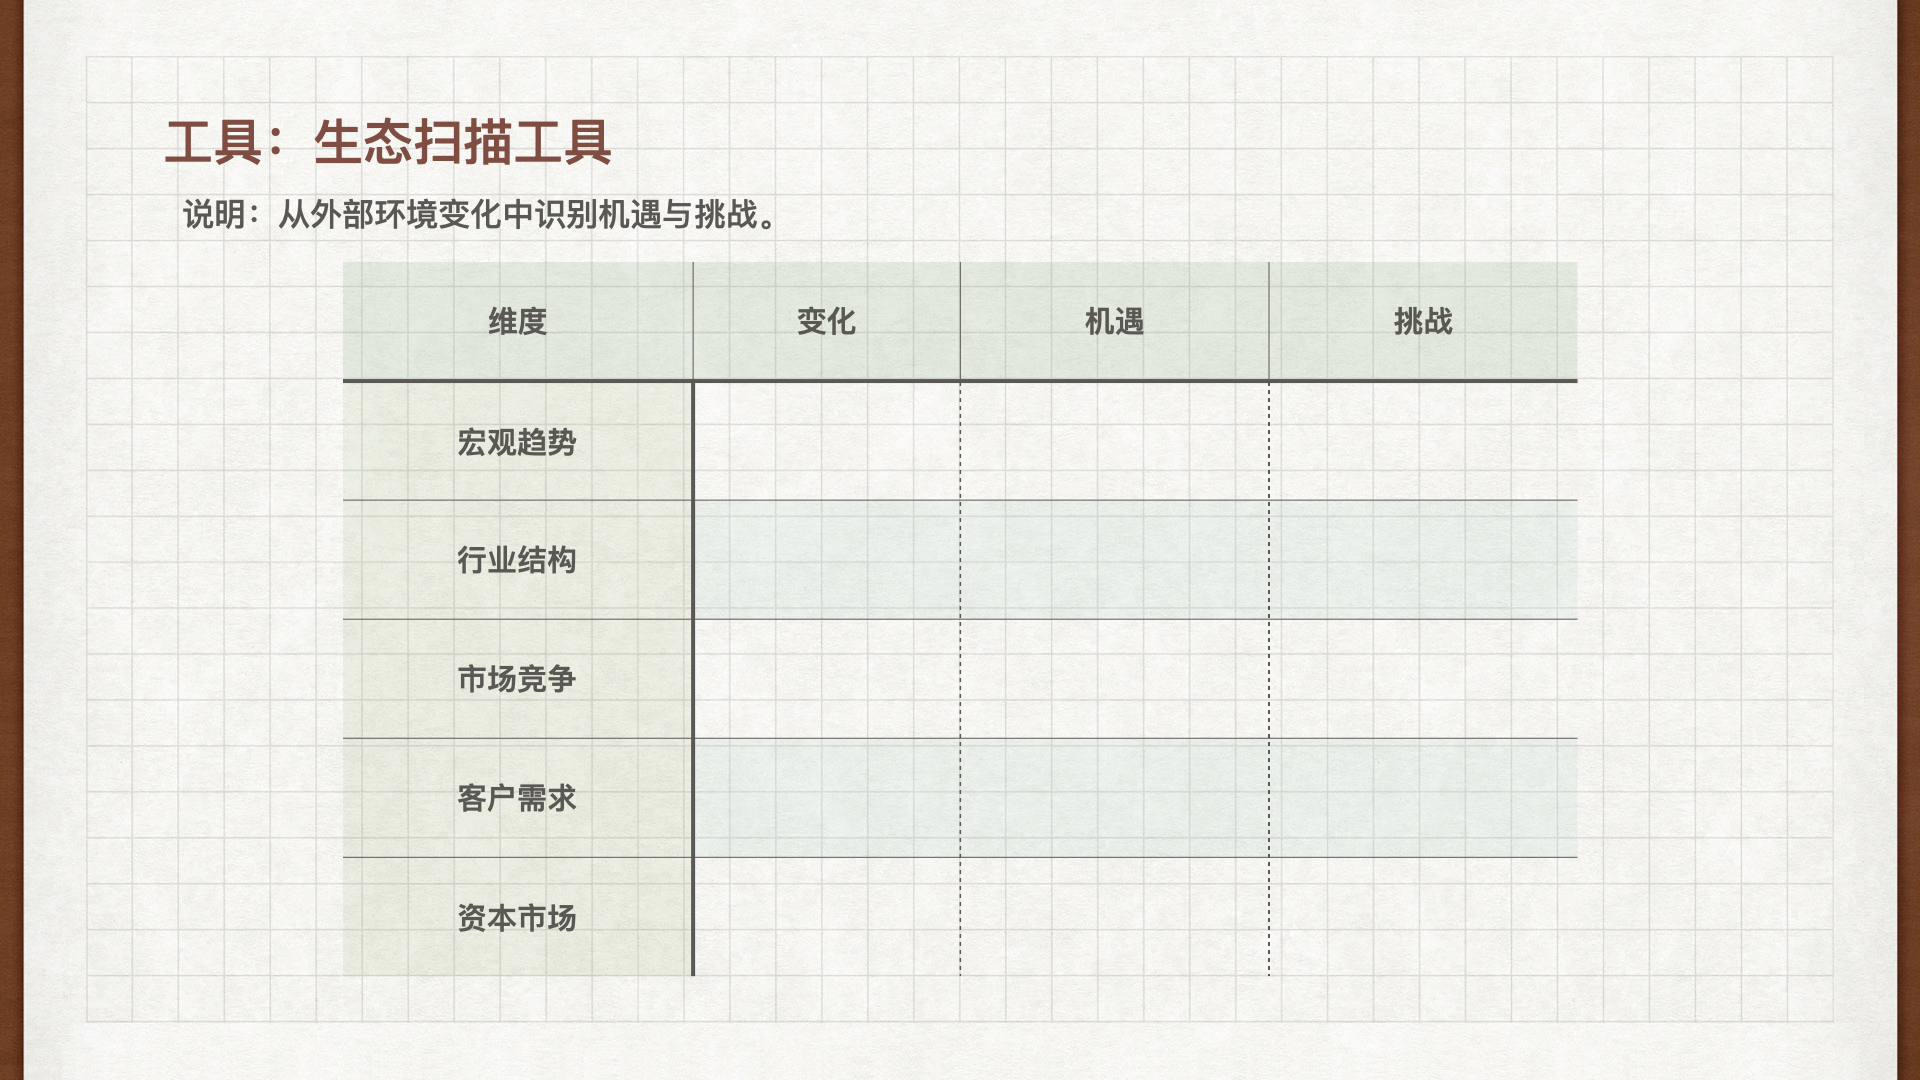 工具：生态扫描工具
说明：从外部环境变化中识别机遇与挑战。
维度 变化 机遇 挑战
宏观趋势
行业结构
市场竞争
客户需求
资本市场